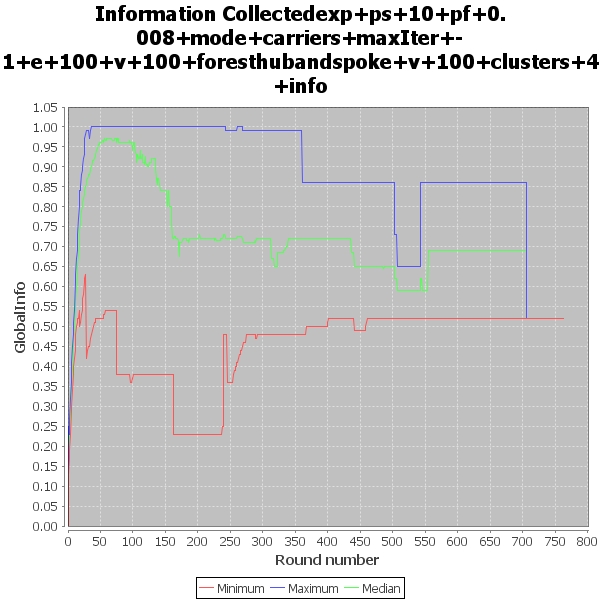 Information Collectedexp+ps+10+pf+0.
008+mode+carriers+maxIter+-
1+e+100+v+100+foresthubandspoke+v+100+clusters+4
+info
GlobalInfo
1.05
1.00
0.95
0.90
0.85
0.80
0.75
0.70
0.65
0.60
0.55
0.50
0.45
0.40
0.35
0.30
0.25
0.20
0.15
0.10
0.05
0.00
0 50 100 150 200 250 300 350 400 450 500 550 600 650 700 750 800
Round number
Minimum Maximum Median